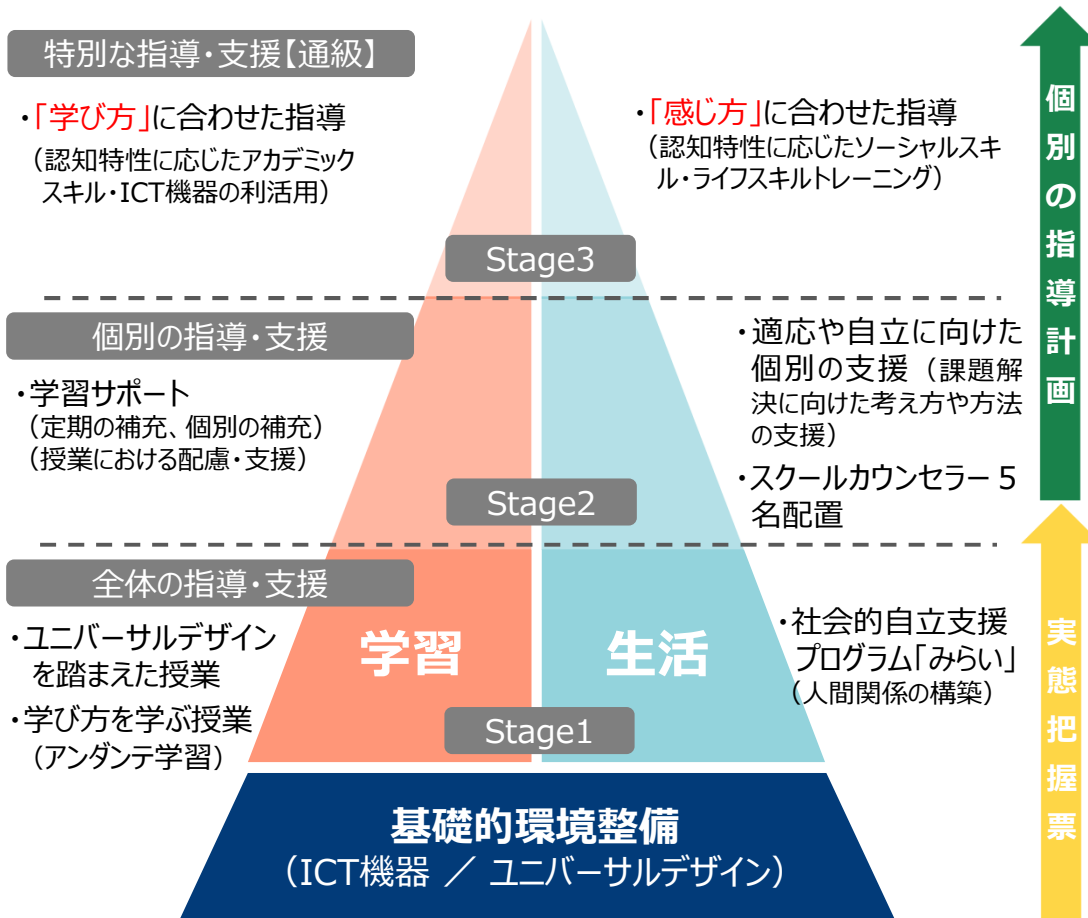 特別な指導・支援【通級】
・「学び方」に合わせた指導
（認知特性に応じたアカデミック
スキル・ICT機器の利活用）
・「感じ方」に合わせた指導
（認知特性に応じたソーシャルスキ
ル・ライフスキルトレーニング）
Stage3
個別の指導・支援
・学習サポート
（定期の補充、個別の補充）
（授業における配慮・支援）
・適応や自立に向けた
個別の支援（課題解
決に向けた考え方や方法
の支援）
・スクールカウンセラー５
名配置
Stage2
全体の指導・支援
・ユニバーサルデザイン
を踏まえた授業
・学び方を学ぶ授業
（アンダンテ学習）
学習
生活
・社会的自立支援
プログラム「みらい」
（人間関係の構築）
Stage1
基礎的環境整備
（ICT機器 ／ ユニバーサルデザイン）
個別の指導計画
実態把握票